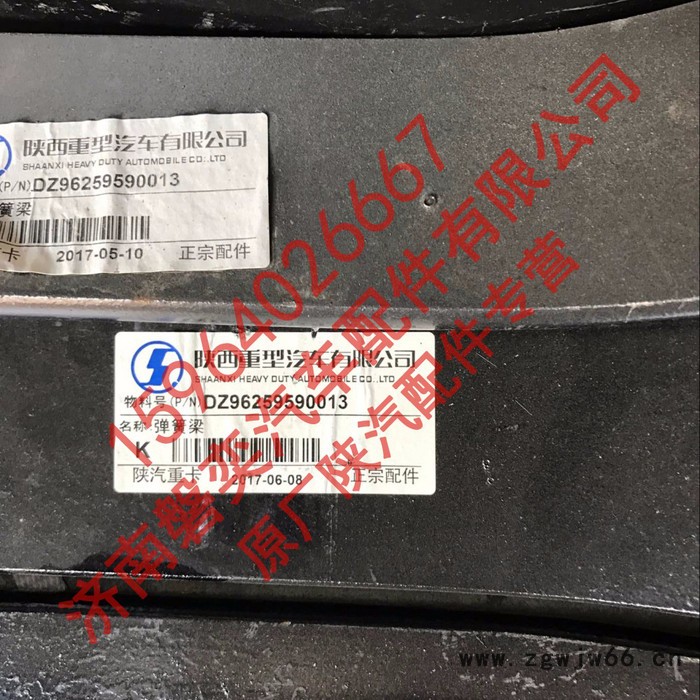 陕西重型汽车有限公司
SHAANXI HEAVY DUTY AUTOMOBILE CO.,LTD
(P/N) DZ96259590013
簧梁
卡 2017-05-10 正宗配件
陕西重型汽车有限公司
SHAANXI HEAVY DUTY AUTOMOBILE CO.,LTD
物料号(P/N) DZ96259590013
名称: 弹簧梁
K
陕汽重卡 2017-06-08 正宗配件
15964026667
济南磐奕汽车配件有限公司
原厂陕汽配件专营
www.zgwjw66.cn